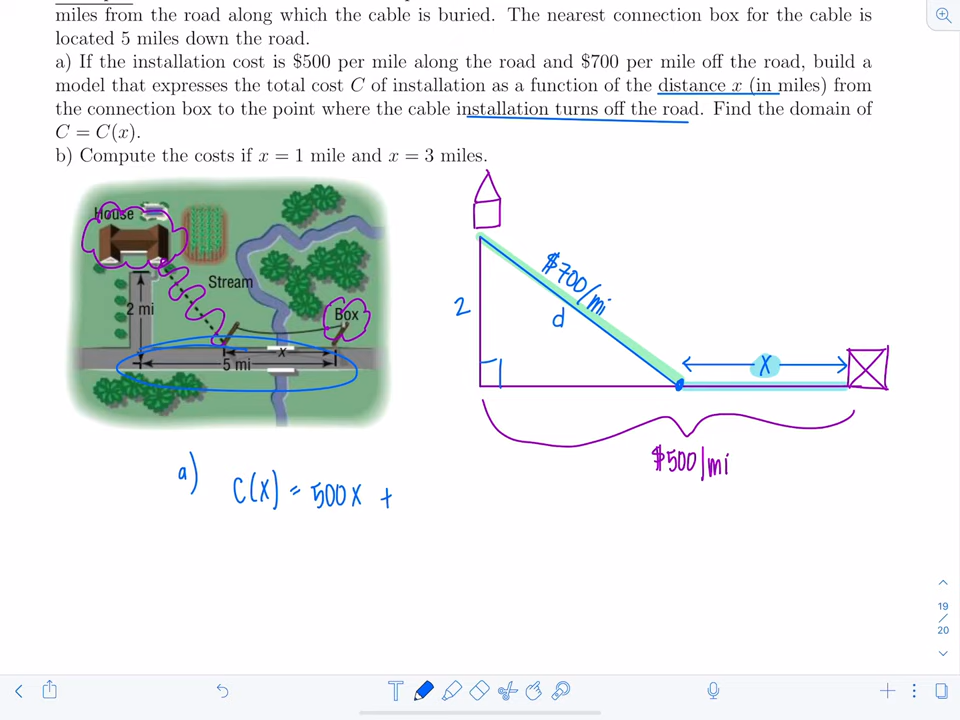 miles from the road along which the cable is buried. The nearest connection box for the cable is
located 5 miles down the road.
a) If the installation cost is $500 per mile along the road and $700 per mile off the road, build a
model that expresses the total cost C of installation as a function of the distance x (in miles) from
the connection box to the point where the cable installation turns off the road. Find the domain of
C = C(x).
b) Compute the costs if x = 1 mile and x = 3 miles.
House
Stream
2 mi
Box
x
5 mi
$700/mi
d
2
x
$500/mi
a) C(x) = 500x +
19
/
20
T